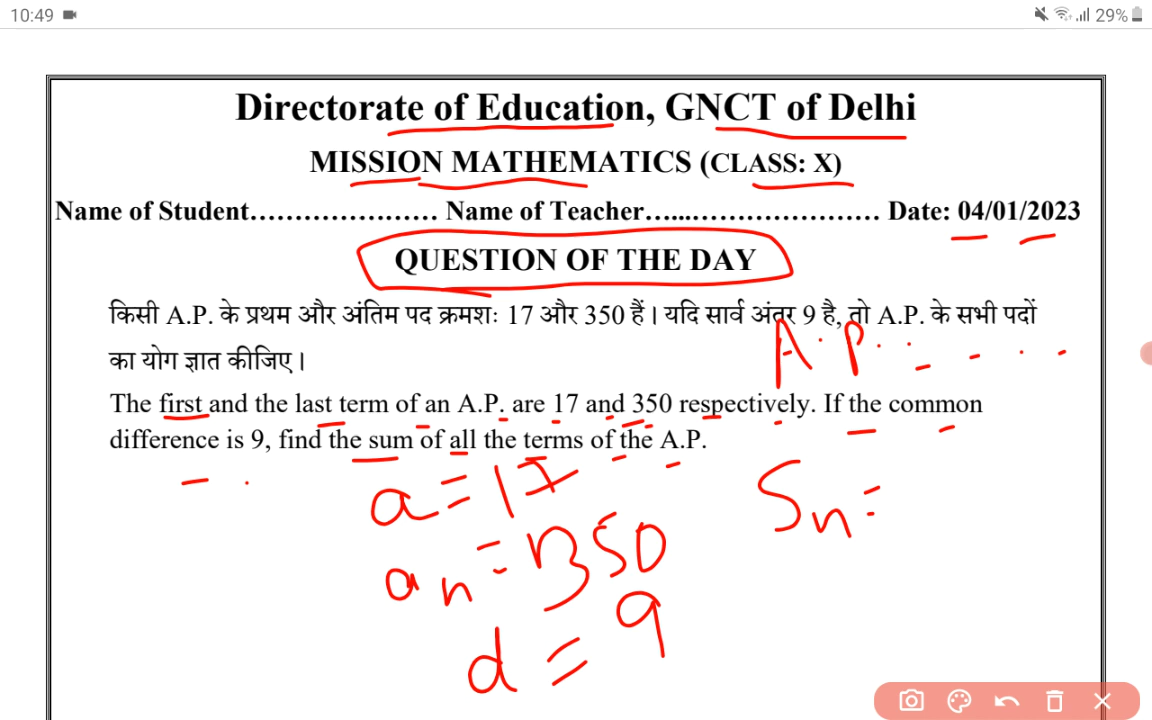 10:49 29%
Directorate of Education, GNCT of Delhi
MISSION MATHEMATICS (CLASS: X)
Name of Student………………… Name of Teacher…...………………… Date: 04/01/2023
QUESTION OF THE DAY
किसी A.P. के प्रथम और अंतिम पद क्रमशः 17 और 350 हैं। यदि सार्व अंतर 9 है, तो A.P. के सभी पदों
का योग ज्ञात कीजिए।
A.P.
The first and the last term of an A.P. are 17 and 350 respectively. If the common
difference is 9, find the sum of all the terms of the A.P.
a = 17
Sn =
an = 350
d = 9